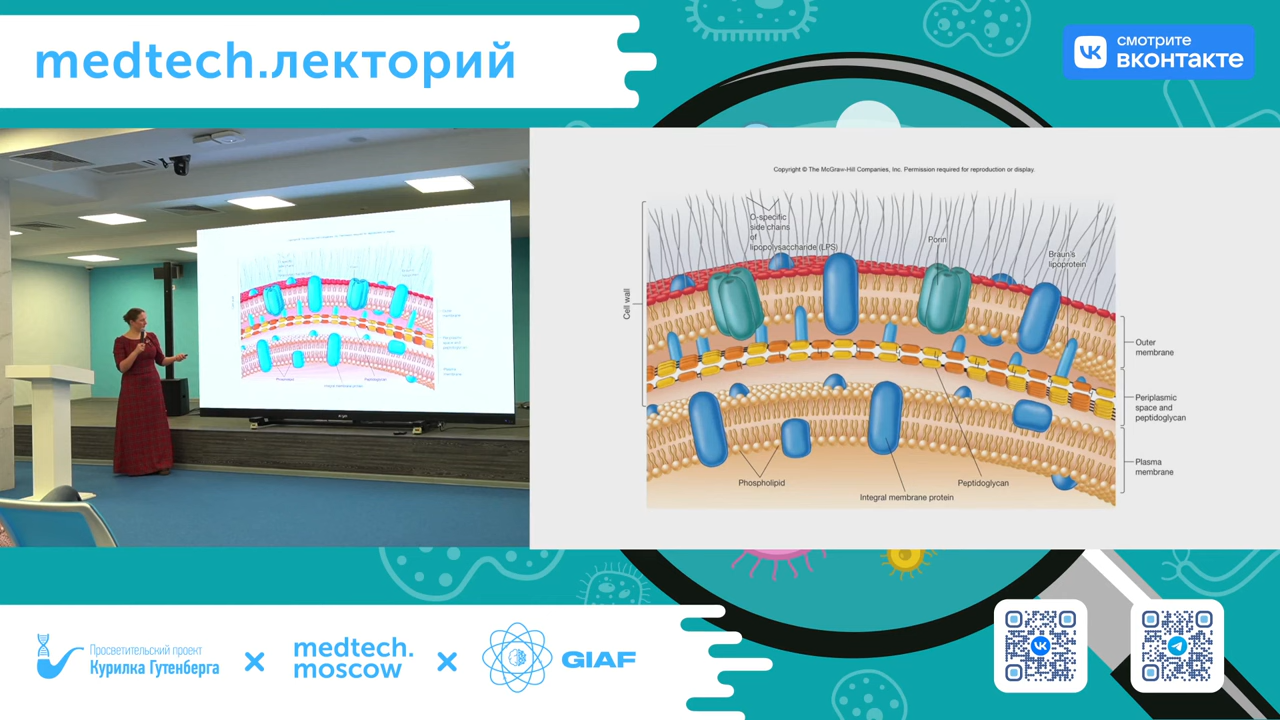 medtech.лекторий
смотрите
вконтакте
Copyright © The McGraw-Hill Companies, Inc. Permission required for reproduction or display.
O-specific
side chains
of
lipopolysaccharide (LPS)
Porin
Braun's
lipoprotein
Cell wall
Outer
membrane
Periplasmic
space and
peptidoglycan
Plasma
membrane
Phospholipid
Peptidoglycan
Integral membrane protein
Просветительский проект
Курилка Гутенберга
×
medtech.
moscow
×
GIAF